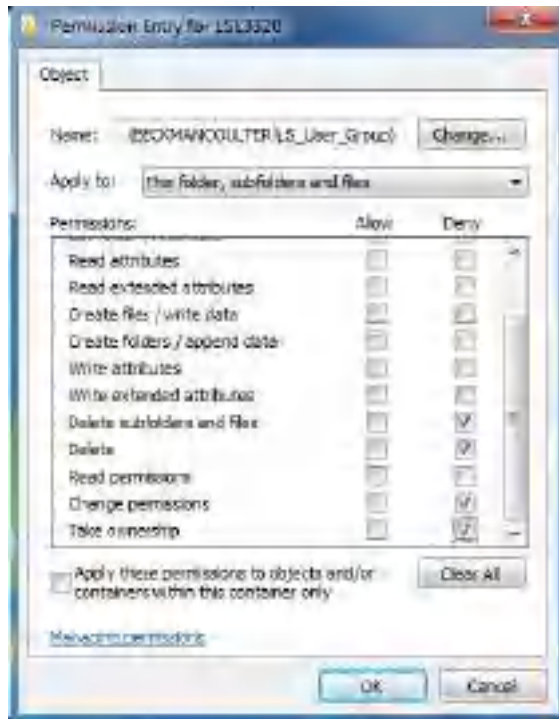 Permission Entry for LS13320
Object
Name: (BECKMANCOULTER\LS_User_Group) Change...
Apply to: This folder, subfolders and files
Permissions: Allow Deny
Read attributes
Read extended attributes
Create files / write data
Create folders / append data
Write attributes
Write extended attributes
Delete subfolders and files
Delete
Read permissions
Change permissions
Take ownership
Apply these permissions to objects and/or
containers within this container only
Clear All
Managing permissions
OK Cancel